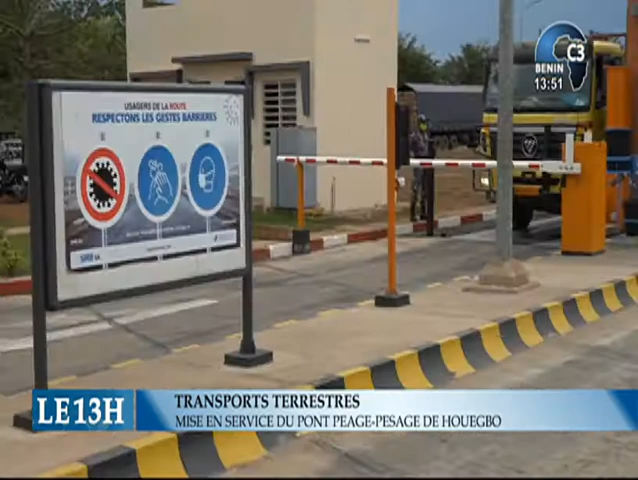 C3
BENIN
13:51
USAGERS DE LA ROUTE
RESPECTONS LES GESTES BARRIERES
LE13H
TRANSPORTS TERRESTRES
MISE EN SERVICE DU PONT PEAGE-PESAGE DE HOUEGBO